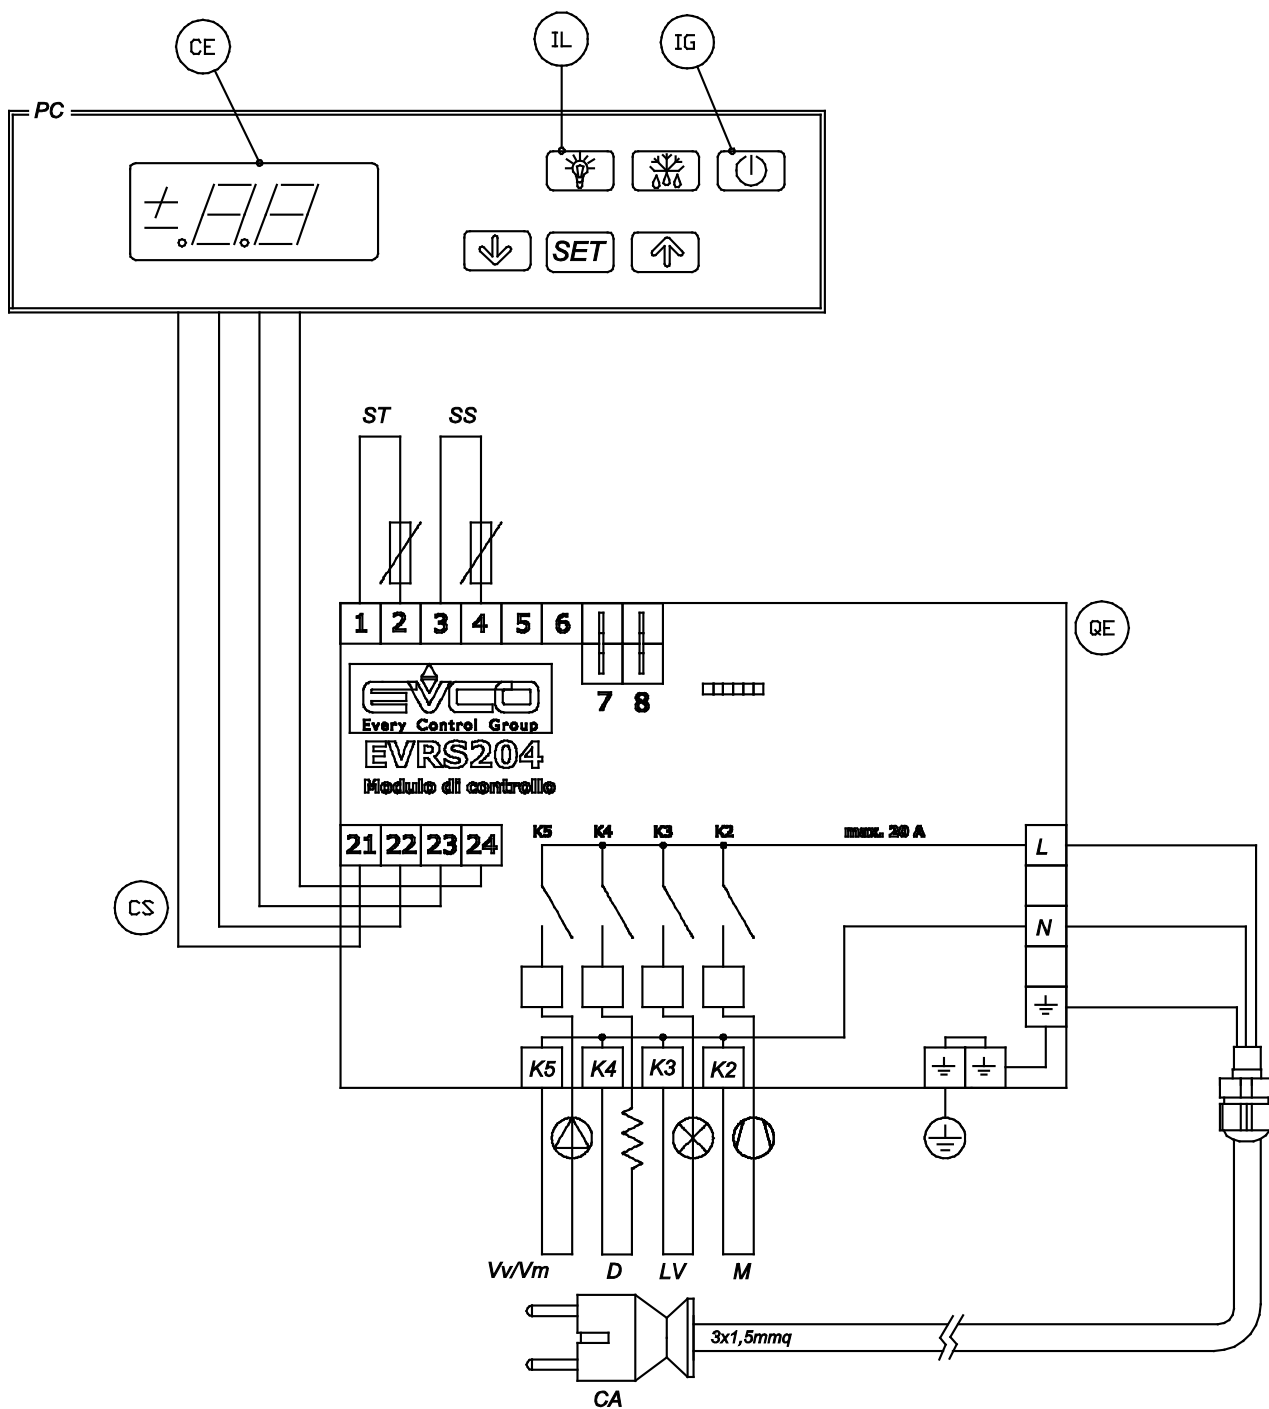 CE
IL
IG
PC
SET
ST
SS
1 2 3 4 5 6
QE
7 8
EVCO
Every Control Group
EVRS204
Modulo di controllo
K5 K4 K3 K2 max. 20 A
21 22 23 24
L
CS
N
K5 K4 K3 K2
Vv/Vm D LV M
3x1,5mmq
CA